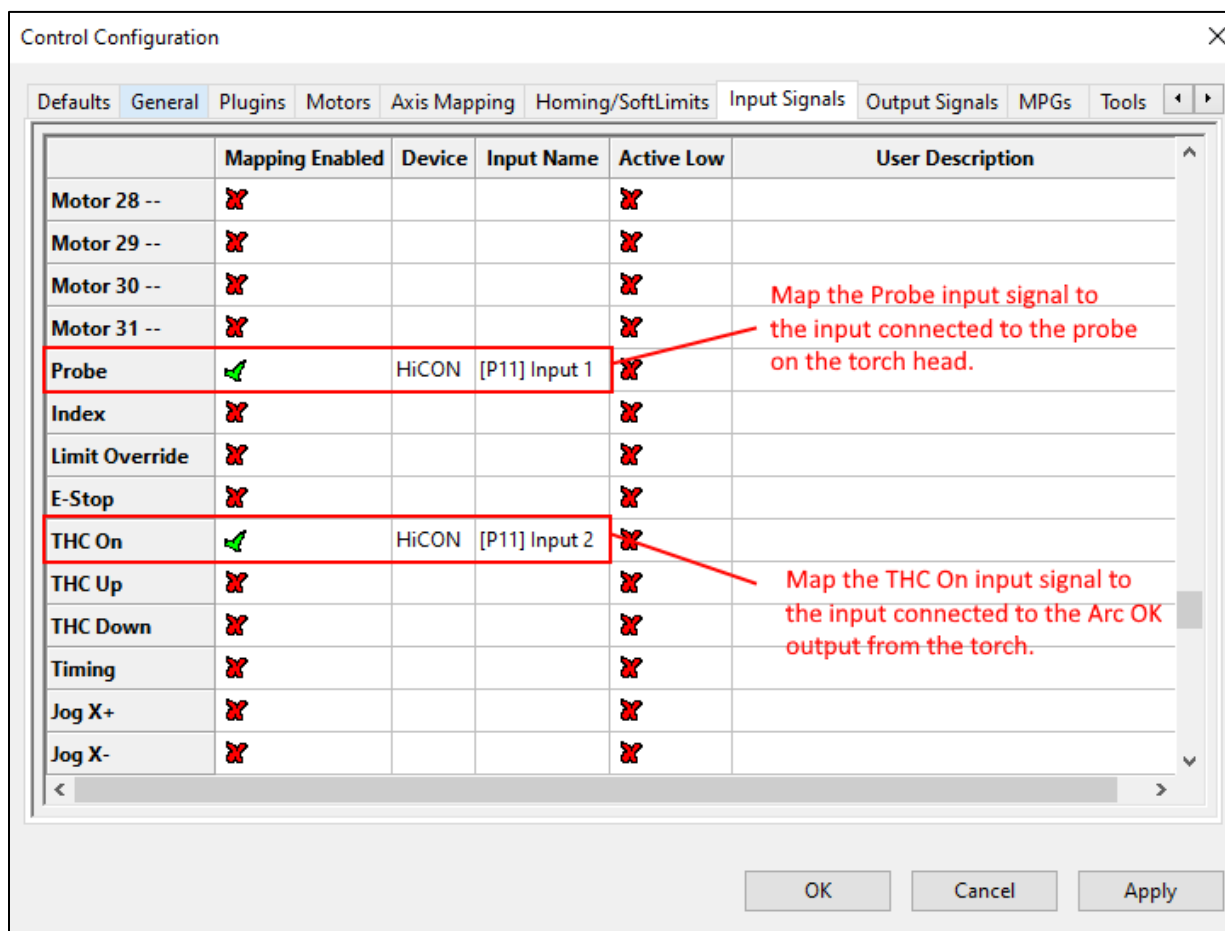 Control Configuration
Defaults General Plugins Motors Axis Mapping Homing/SoftLimits Input Signals Output Signals MPGs Tools
Mapping Enabled Device Input Name Active Low User Description
Motor 28 --
Motor 29 --
Motor 30 --
Motor 31 --
Map the Probe input signal to
the input connected to the probe
on the torch head.
Probe HiCON [P11] Input 1
Index
Limit Override
E-Stop
THC On HiCON [P11] Input 2
THC Up
THC Down
Map the THC On input signal to
the input connected to the Arc OK
output from the torch.
Timing
Jog X+
Jog X-
OK Cancel Apply